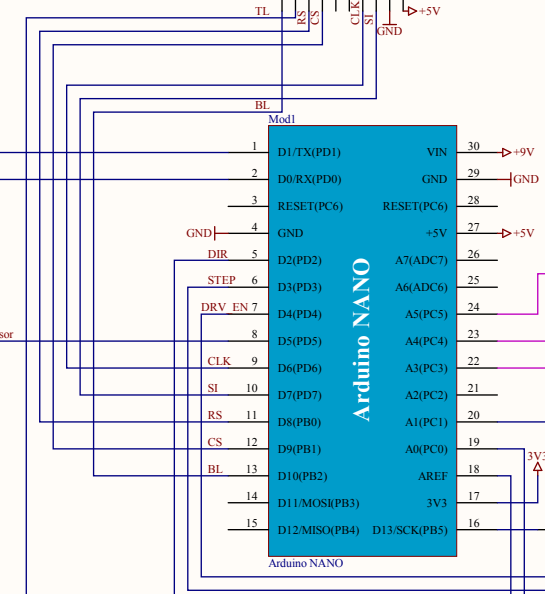 TL
RS
CS
CLK
SI
+5V
GND
BL
Mod1
1 D1/TX(PD1) VIN 30 +9V
2 D0/RX(PD0) GND 29 GND
3 RESET(PC6) RESET(PC6) 28
GND 4 GND +5V 27 +5V
DIR 5 D2(PD2) A7(ADC7) 26
STEP 6 D3(PD3) A6(ADC6) 25
DRV_EN 7 D4(PD4) A5(PC5) 24
sor 8 D5(PD5) A4(PC4) 23
CLK 9 D6(PD6) A3(PC3) 22
SI 10 D7(PD7) A2(PC2) 21
RS 11 D8(PB0) A1(PC1) 20
CS 12 D9(PB1) A0(PC0) 19
BL 13 D10(PB2) AREF 18
3V3
14 D11/MOSI(PB3) 3V3 17
15 D12/MISO(PB4) D13/SCK(PB5) 16
Arduino NANO
Arduino NANO